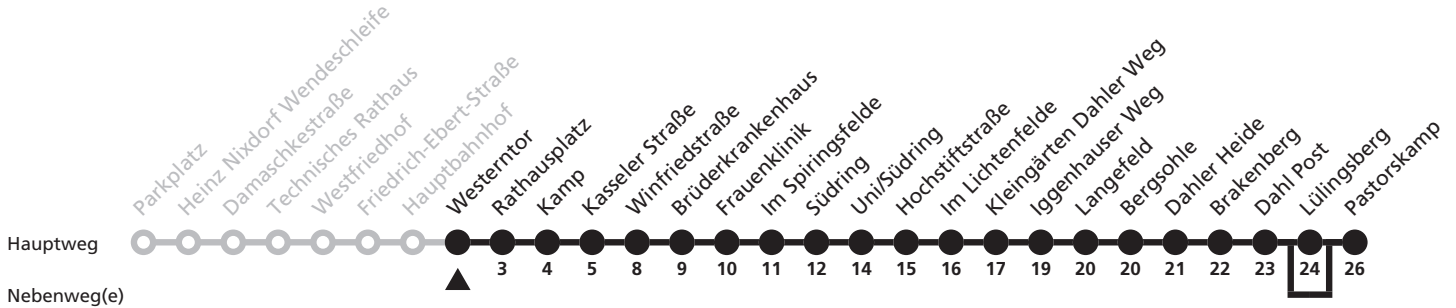 Parkplatz
Heinz Nixdorf Wendeschleife
Damaschkestraße
Technisches Rathaus
Westfriedhof
Friedrich-Ebert-Straße
Hauptbahnhof
Westerntor
Rathausplatz
Kamp
Kasseler Straße
Winfriedstraße
Brüderkrankenhaus
Frauenklinik
Im Spiringsfelde
Südring
Uni/Südring
Hochstiftstraße
Im Lichtenfelde
Kleingärten Dahler Weg
Iggenhauser Weg
Langefeld
Bergsohle
Dahler Heide
Brakenberg
Dahl Post
Lülingsberg
Pastorskamp
Hauptweg
3 4 5 8 9 10 11 12 14 15 16 17 19 20 20 21 22 23 24 26
Nebenweg(e)